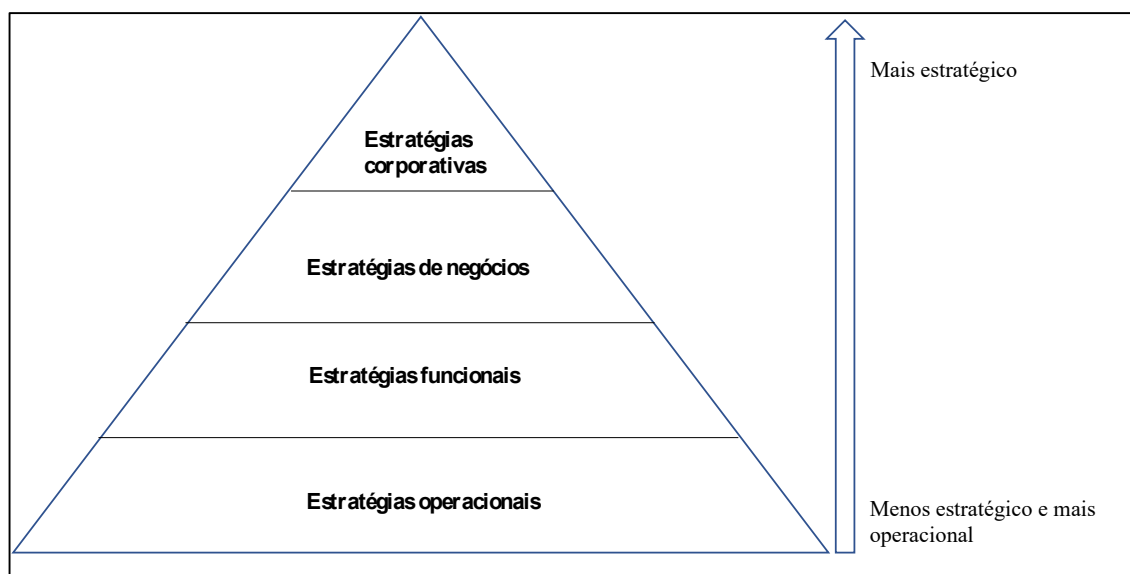 Mais estratégico
Estratégias
corporativas
Estratégias de negócios
Estratégias funcionais
Estratégias operacionais
Menos estratégico e mais
operacional